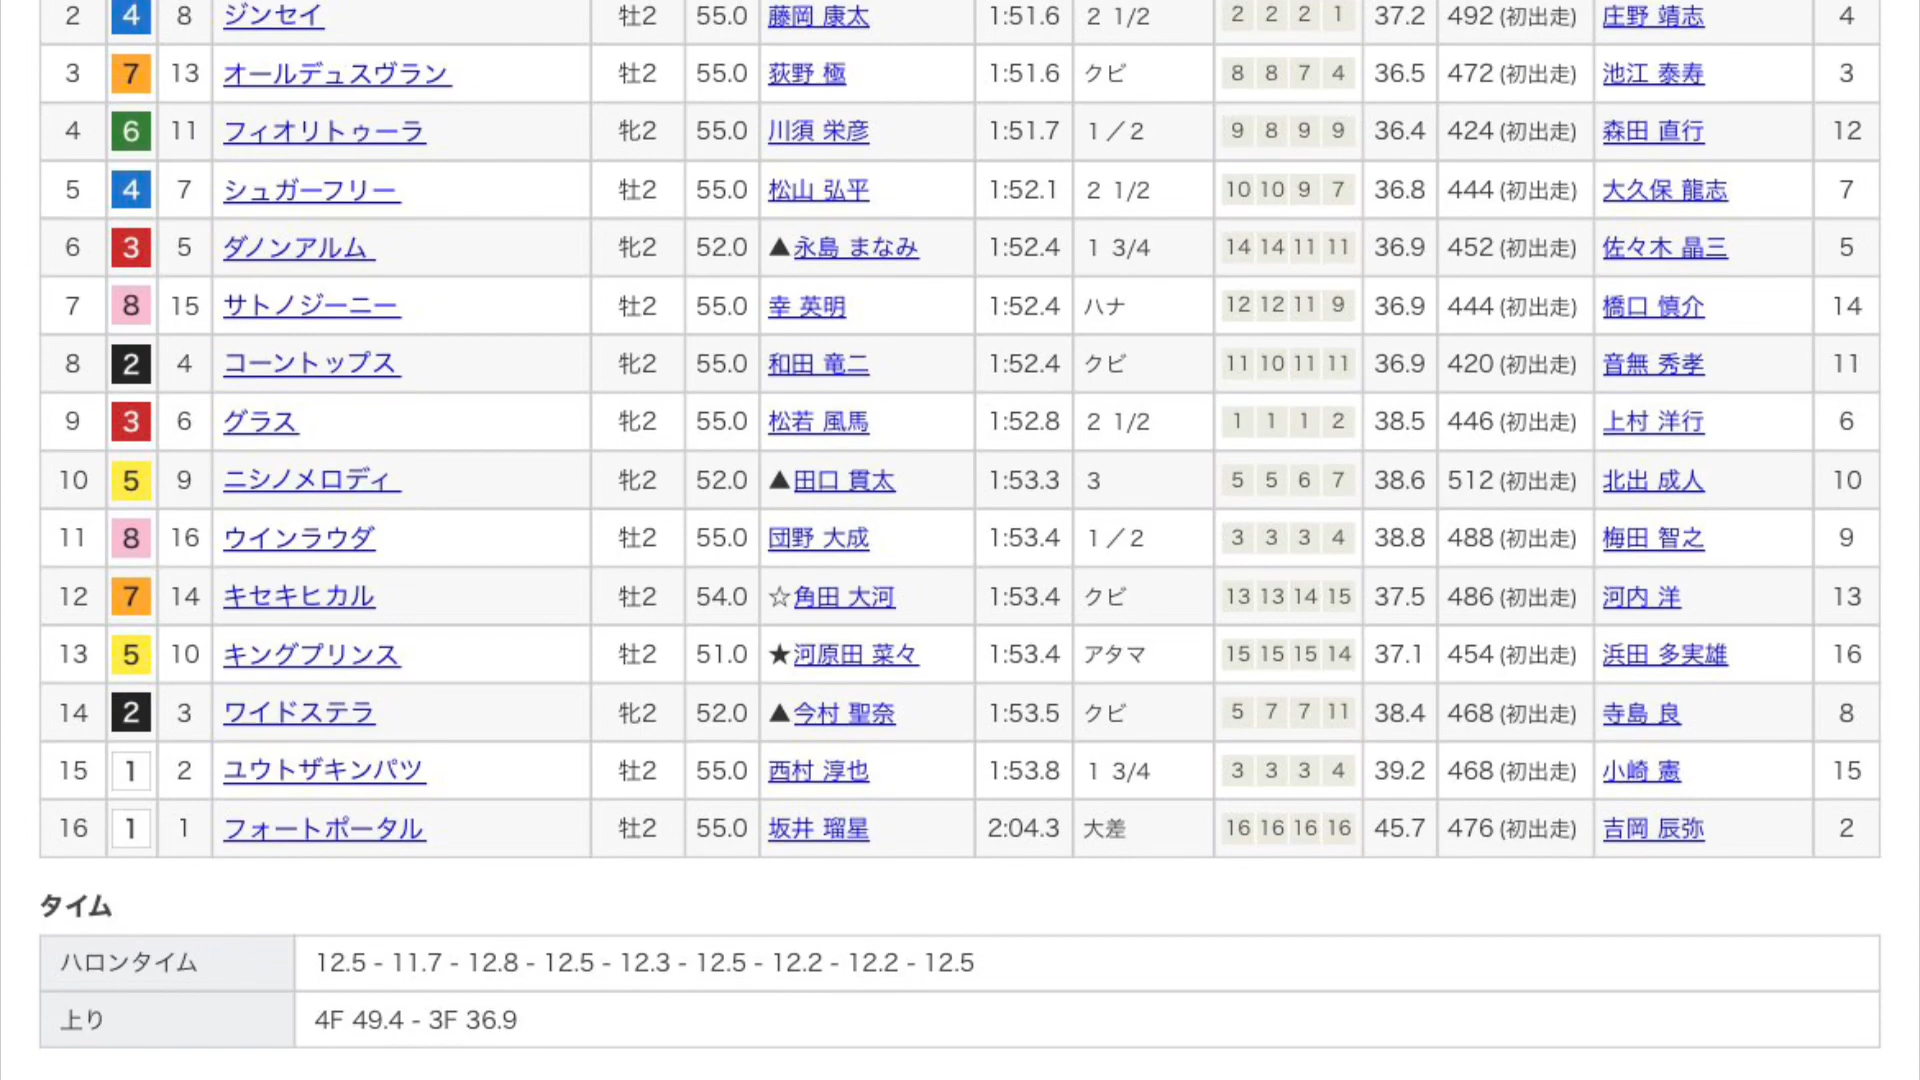 2 4 8 ジンセイ 牡2 55.0 藤岡 康太 1:51.6 2 1/2 2 2 2 1 37.2 492 (初出走) 庄野 靖志 4
3 7 13 オールデュスヴラン 牡2 55.0 荻野 極 1:51.6 クビ 8 8 7 4 36.5 472 (初出走) 池江 泰寿 3
4 6 11 フィオリトゥーラ 牝2 55.0 川須 栄彦 1:51.7 1／2 9 8 9 9 36.4 424 (初出走) 森田 直行 12
5 4 7 シュガーフリー 牡2 55.0 松山 弘平 1:52.1 2 1/2 10 10 9 7 36.8 444 (初出走) 大久保 龍志 7
6 3 5 ダノンアルム 牝2 52.0 ▲永島 まなみ 1:52.4 1 3/4 14 14 11 11 36.9 452 (初出走) 佐々木 晶三 5
7 8 15 サトノジーニー 牡2 55.0 幸 英明 1:52.4 ハナ 12 12 11 9 36.9 444 (初出走) 橋口 慎介 14
8 2 4 コーントップス 牝2 55.0 和田 竜二 1:52.4 クビ 11 10 11 11 36.9 420 (初出走) 音無 秀孝 11
9 3 6 グラス 牝2 55.0 松若 風馬 1:52.8 2 1/2 1 1 1 2 38.5 446 (初出走) 上村 洋行 6
10 5 9 ニシノメロディ 牝2 52.0 ▲田口 貫太 1:53.3 3 5 5 6 7 38.6 512 (初出走) 北出 成人 10
11 8 16 ウインラウダ 牡2 55.0 団野 大成 1:53.4 1／2 3 3 3 4 38.8 488 (初出走) 梅田 智之 9
12 7 14 キセキヒカル 牡2 54.0 ☆角田 大河 1:53.4 クビ 13 13 14 15 37.5 486 (初出走) 河内 洋 13
13 5 10 キングプリンス 牡2 51.0 ★河原田 菜々 1:53.4 アタマ 15 15 15 14 37.1 454 (初出走) 浜田 多実雄 16
14 2 3 ワイドステラ 牝2 52.0 ▲今村 聖奈 1:53.5 クビ 5 7 7 11 38.4 468 (初出走) 寺島 良 8
15 1 2 ユウトザキンパツ 牡2 55.0 西村 淳也 1:53.8 1 3/4 3 3 3 4 39.2 468 (初出走) 小崎 憲 15
16 1 1 フォートポータル 牡2 55.0 坂井 瑠星 2:04.3 大差 16 16 16 16 45.7 476 (初出走) 吉岡 辰弥 2
タイム
ハロンタイム 12.5 - 11.7 - 12.8 - 12.5 - 12.3 - 12.5 - 12.2 - 12.2 - 12.5
上り 4F 49.4 - 3F 36.9